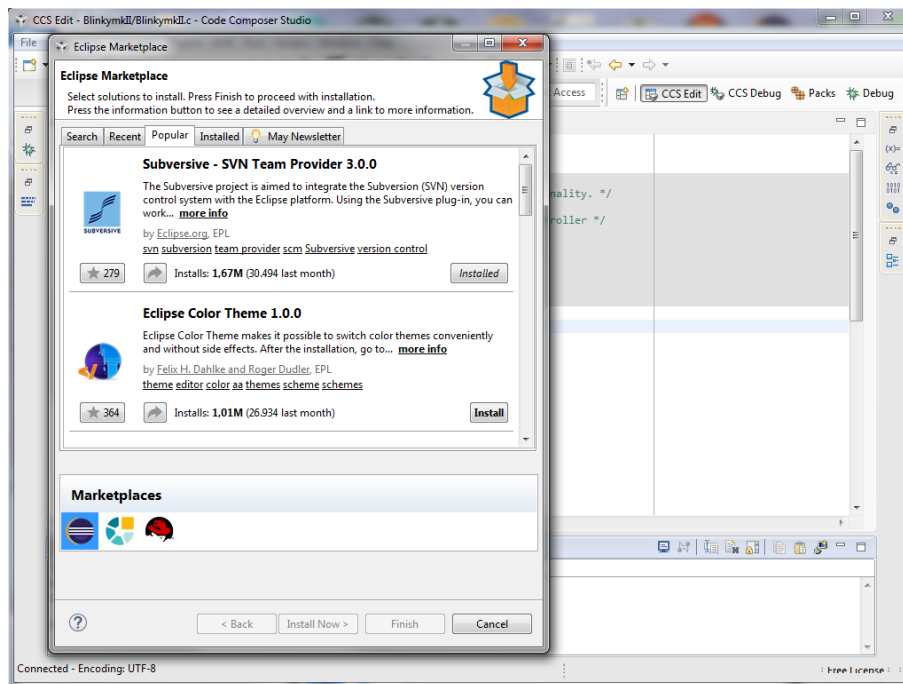 CCS Edit - BlinkymkII/BlinkymkII.c - Code Composer Studio
File
Eclipse Marketplace
Eclipse Marketplace
Select solutions to install. Press Finish to proceed with installation.
Press the information button to see a detailed overview and a link to more information.
Access
CCS Edit
CCS Debug
Packs
Debug
Search
Recent
Popular
Installed
May Newsletter
Subversive - SVN Team Provider 3.0.0
The Subversive project is aimed to integrate the Subversion (SVN) version
control system with the Eclipse platform. Using the Subversive plug-in, you can
work... more info
SUBVERSIVE
by Eclipse.org, EPL
svn subversion team provider scm Subversive version control
279
Installs: 1,67M (30.494 last month)
Installed
Eclipse Color Theme 1.0.0
Eclipse Color Theme makes it possible to switch color themes conveniently
and without side effects. After the installation, go to... more info
by Felix H. Dahlke and Roger Dudler, EPL
theme editor color aa themes scheme schemes
364
Installs: 1,01M (26.934 last month)
Install
nality. */
roller */
(x)=
1010
0101
Marketplaces
?
< Back
Install Now >
Finish
Cancel
Connected - Encoding: UTF-8
Free License